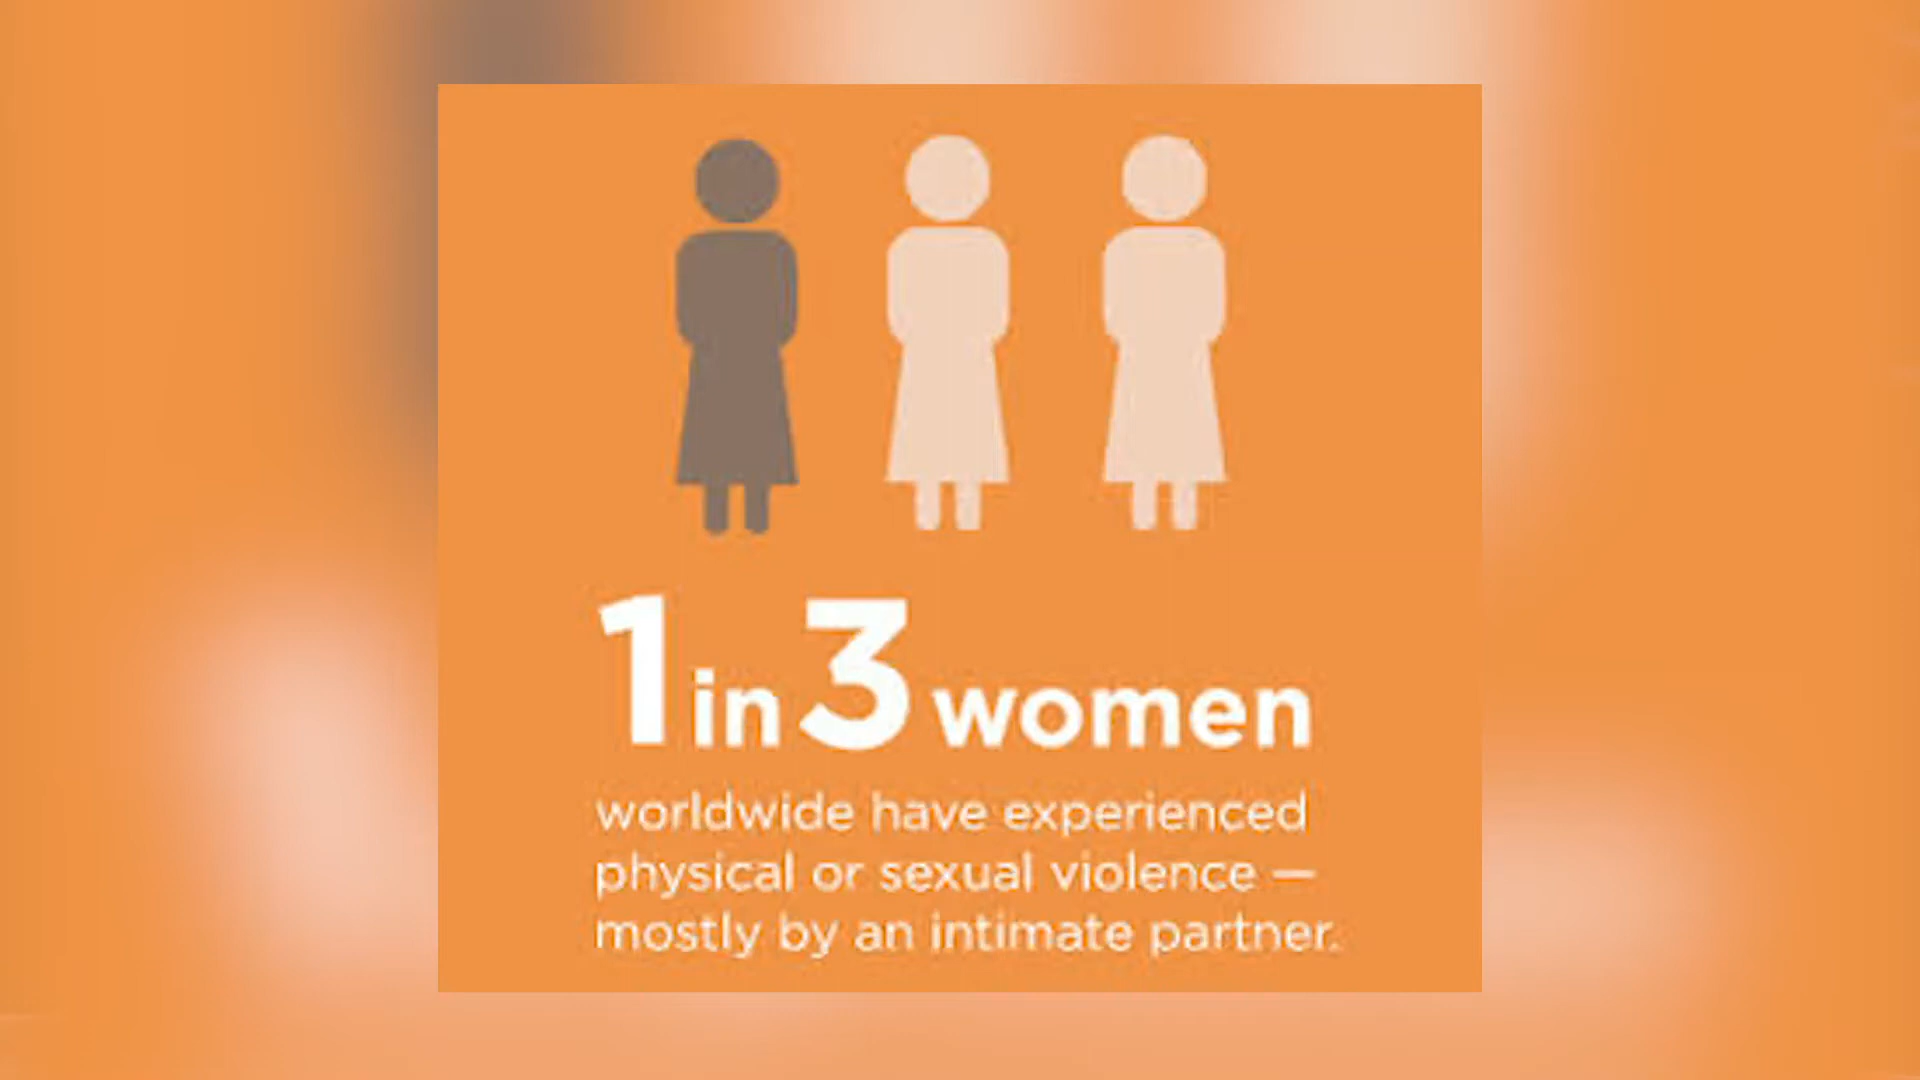 1 in 3 women
worldwide have experienced
physical or sexual violence —
mostly by an intimate partner.